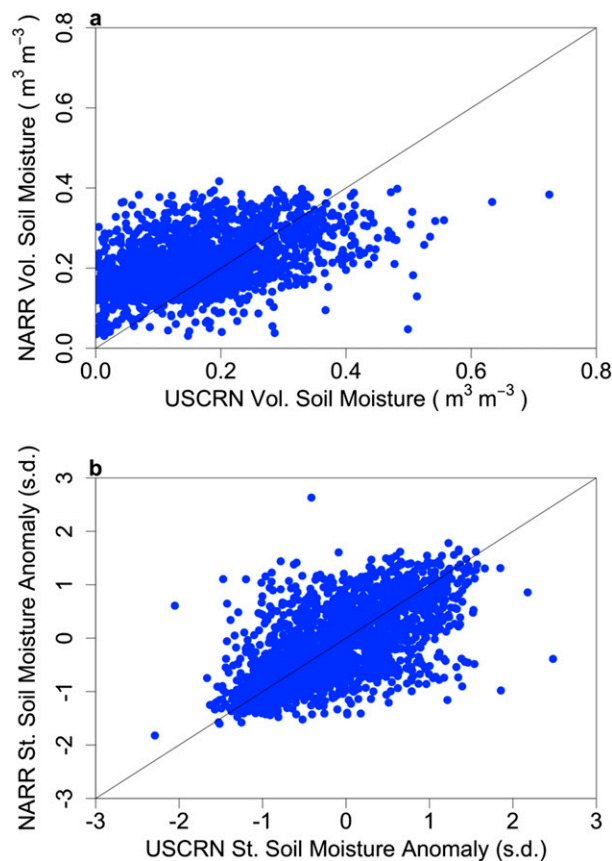 a
NARR Vol. Soil Moisture ( m³ m⁻³ )
0.8
0.6
0.4
0.2
0.0
0.0 0.2 0.4 0.6 0.8
USCRN Vol. Soil Moisture ( m³ m⁻³ )
b
NARR St. Soil Moisture Anomaly (s.d.)
3
2
1
0
-1
-2
-3
-3 -2 -1 0 1 2 3
USCRN St. Soil Moisture Anomaly (s.d.)